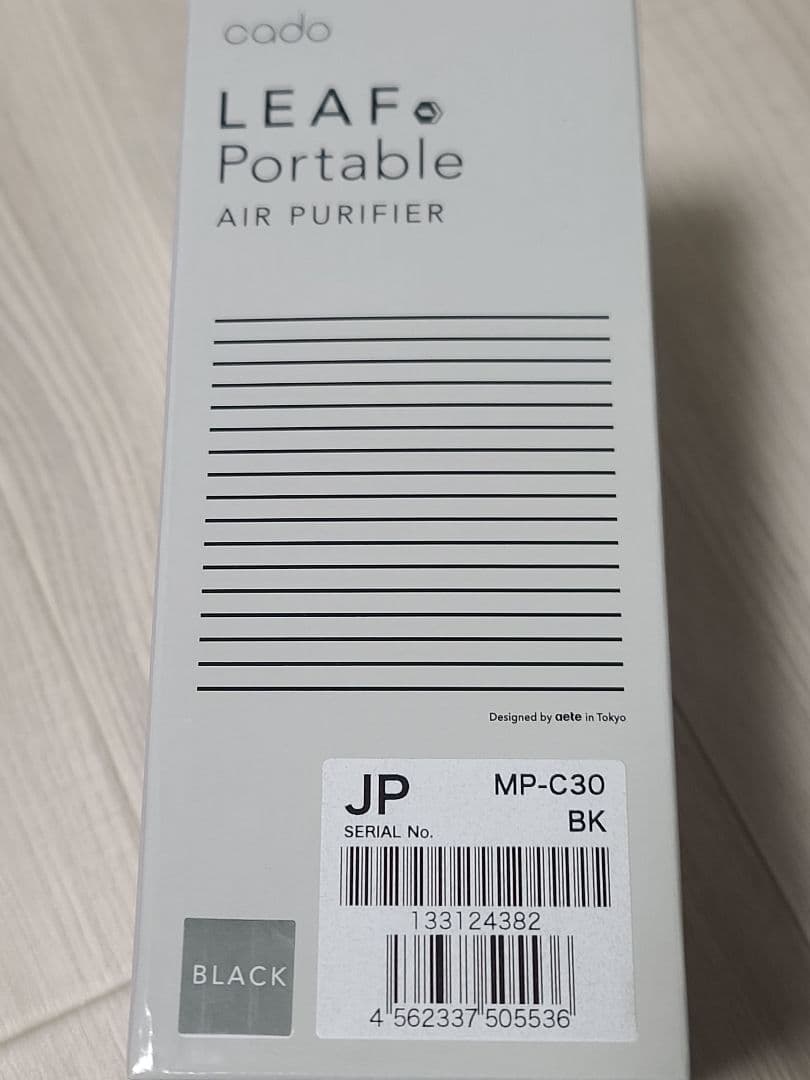 cado
LEAF
Portable
AIR PURIFIER
Designed by aete in Tokyo
JP
MP-C30
SERIAL No.
BK
133124382
4 562337 505536
BLACK